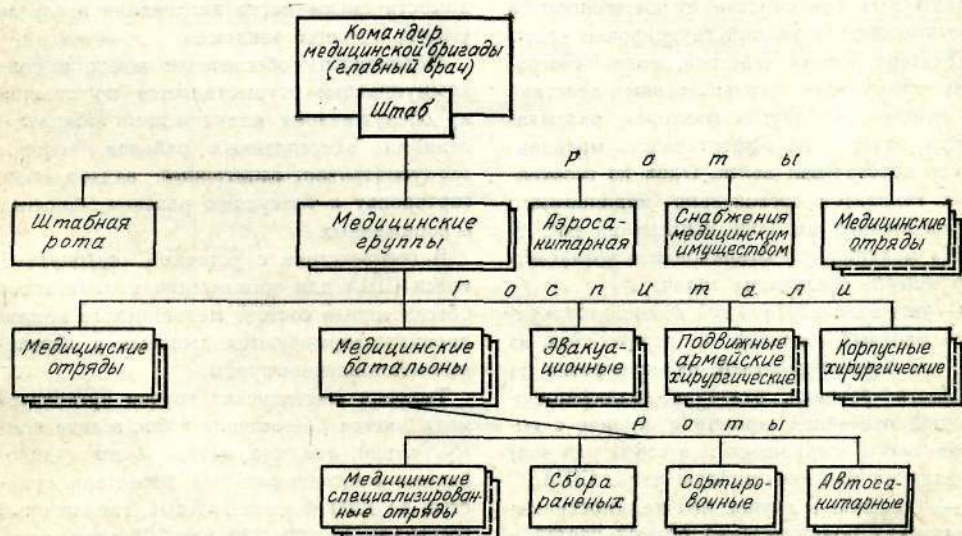 Командир
медицинской бригады
(главный врач)
Штаб
Р а т ы
Штабная
рота
Медицинские
группы
Аэроса-
нитарная
Снабжения
медицинским
имуществом
Медицинские
отряды
Г о с п и т а л и
Медицинские
отряды
Медицинские
батальоны
Эвакуа-
ционные
Подвижные
армейские
хирургические
Корпусные
хирургические
Р о т ы
Медицинские
специализирован-
ные отряды
Сбора
раненых
Сортиро-
вочные
Автоса-
нитарные